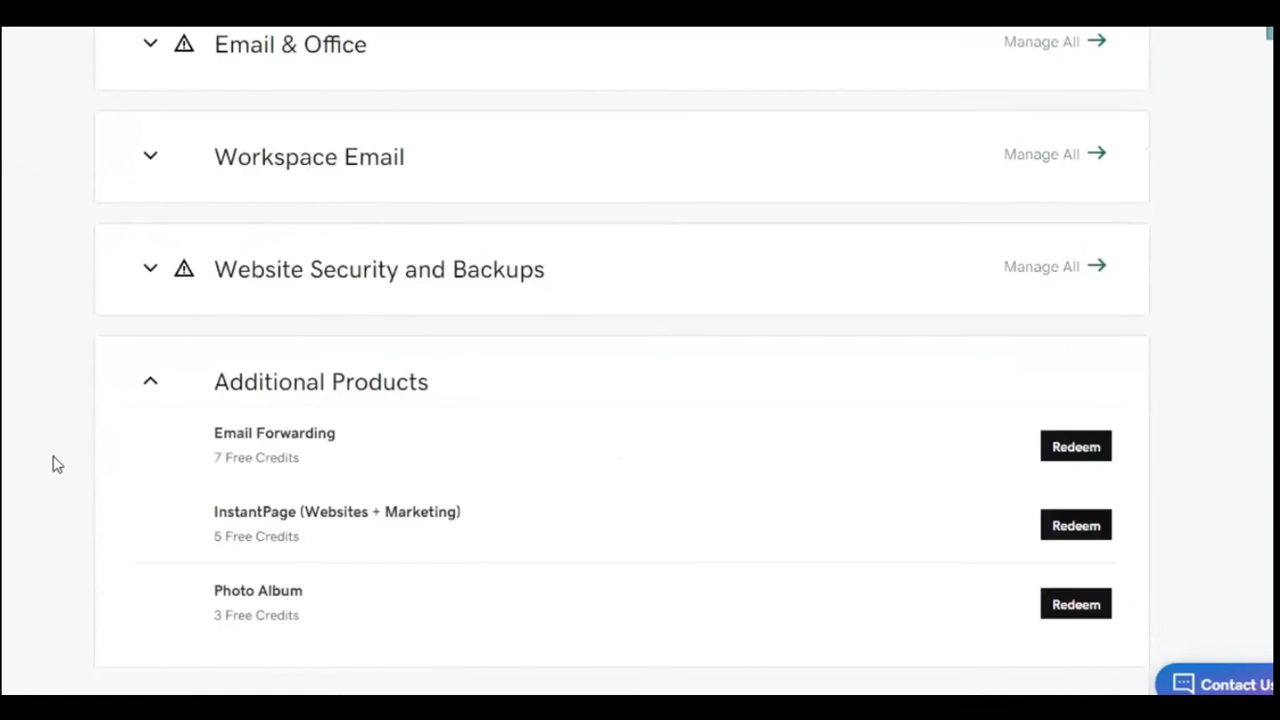 Email & Office
Manage All
Workspace Email
Manage All
Website Security and Backups
Manage All
Additional Products
Email Forwarding
7 Free Credits
Redeem
InstantPage (Websites + Marketing)
5 Free Credits
Redeem
Photo Album
3 Free Credits
Redeem
Contact Us